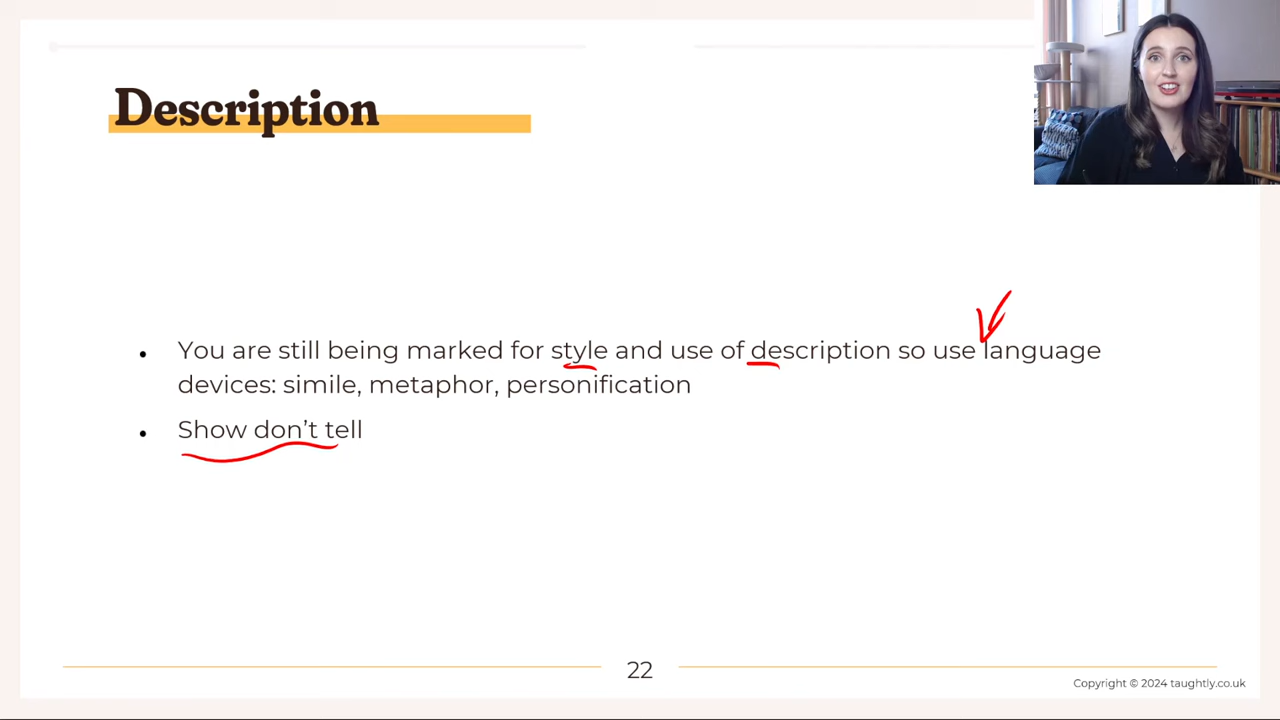 Description
• You are still being marked for style and use of description so use language
devices: simile, metaphor, personification
• Show don’t tell
22
Copyright © 2024 taughtly.co.uk